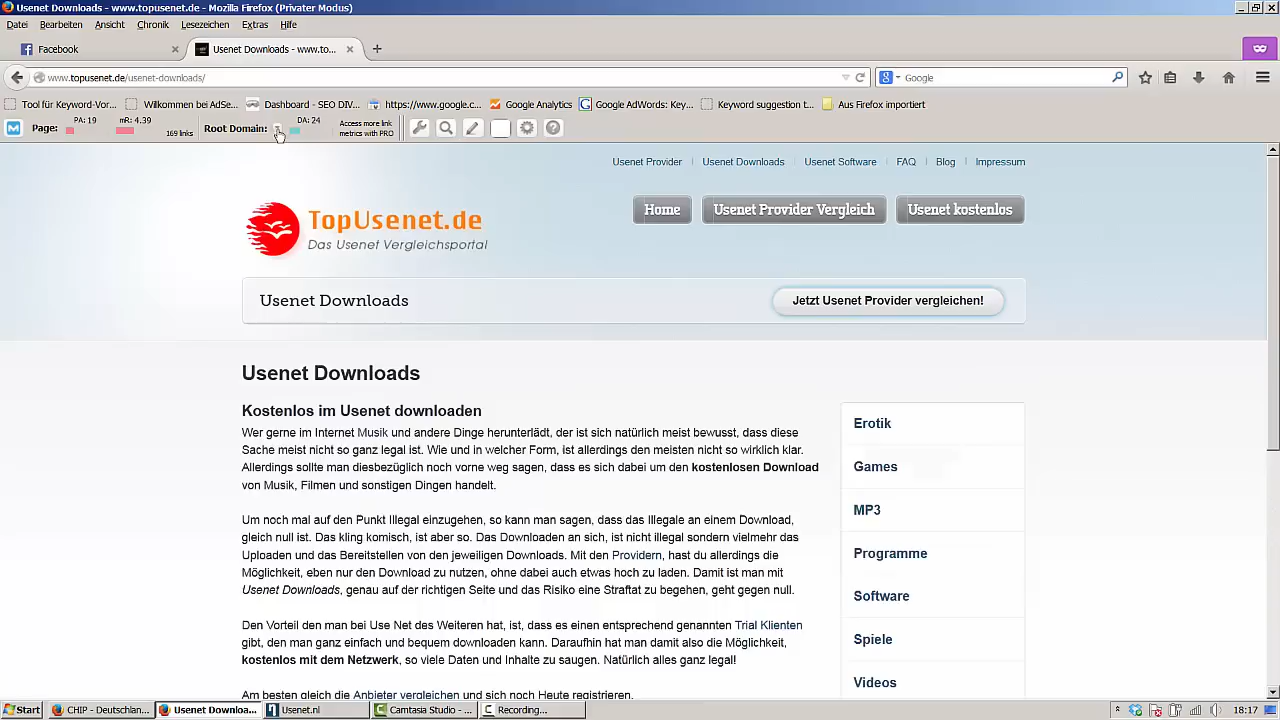 Usenet Downloads - www.topusenet.de - Mozilla Firefox (Privater Modus)
Datei Bearbeiten Ansicht Chronik Lesezeichen Extras Hilfe
Facebook
Usenet Downloads - www.to...
www.topusenet.de/usenet-downloads/
Google
Tool für Keyword-Vor... Willkommen bei AdSe... Dashboard - SEO DIV... https://www.google.c... Google Analytics Google AdWords: Key... Keyword suggestion t... Aus Firefox importiert
Page: PA: 19 mR: 4.39 169 links Root Domain: DA: 24 Access more link
metrics with PRO
Usenet Provider Usenet Downloads Usenet Software FAQ Blog Impressum
TopUsenet.de
Das Usenet Vergleichsportal
Home Usenet Provider Vergleich Usenet kostenlos
Usenet Downloads
Jetzt Usenet Provider vergleichen!
Usenet Downloads
Kostenlos im Usenet downloaden
Wer gerne im Internet Musik und andere Dinge herunterlädt, der ist sich natürlich meist bewusst, dass diese
Sache meist nicht so ganz legal ist. Wie und in welcher Form, ist allerdings den meisten nicht so wirklich klar.
Allerdings sollte man diesbezüglich noch vorne weg sagen, dass es sich dabei um den kostenlosen Download
von Musik, Filmen und sonstigen Dingen handelt.
Um noch mal auf den Punkt Illegal einzugehen, so kann man sagen, dass das Illegale an einem Download,
gleich null ist. Das kling komisch, ist aber so. Das Downloaden an sich, ist nicht illegal sondern vielmehr das
Uploaden und das Bereitstellen von den jeweiligen Downloads. Mit den Providern, hast du allerdings die
Möglichkeit, eben nur den Download zu nutzen, ohne dabei auch etwas hoch zu laden. Damit ist man mit
Usenet Downloads, genau auf der richtigen Seite und das Risiko eine Straftat zu begehen, geht gegen null.
Den Vorteil den man bei Use Net des Weiteren hat, ist, dass es einen entsprechend genannten Trial Klienten
gibt, den man ganz einfach und bequem downloaden kann. Daraufhin hat man damit also die Möglichkeit,
kostenlos mit dem Netzwerk, so viele Daten und Inhalte zu saugen. Natürlich alles ganz legal!
Am besten gleich die Anbieter vergleichen und sich noch Heute registrieren.
Erotik
Games
MP3
Programme
Software
Spiele
Videos
Start CHIP - Deutschlan... Usenet Downloa... Usenet.nl Camtasia Studio - ... Recording... 18:17